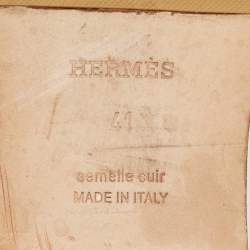 HERMÈS
41
semelle cuir
MADE IN ITALY